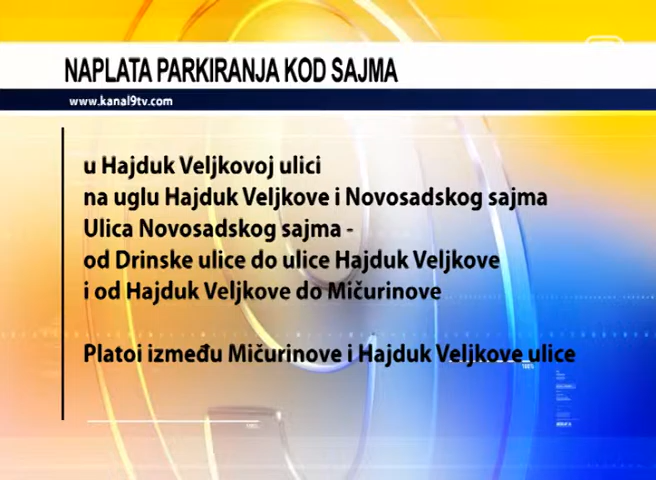 NAPLATA PARKIRANJA KOD SAJMA
www.kanal9tv.com
u Hajduk Veljkovoj ulici
na uglu Hajduk Veljkove i Novosadskog sajma
Ulica Novosadskog sajma -
od Drinske ulice do ulice Hajduk Veljkove
i od Hajduk Veljkove do Mičurinove
Platoi između Mičurinove i Hajduk Veljkove ulice